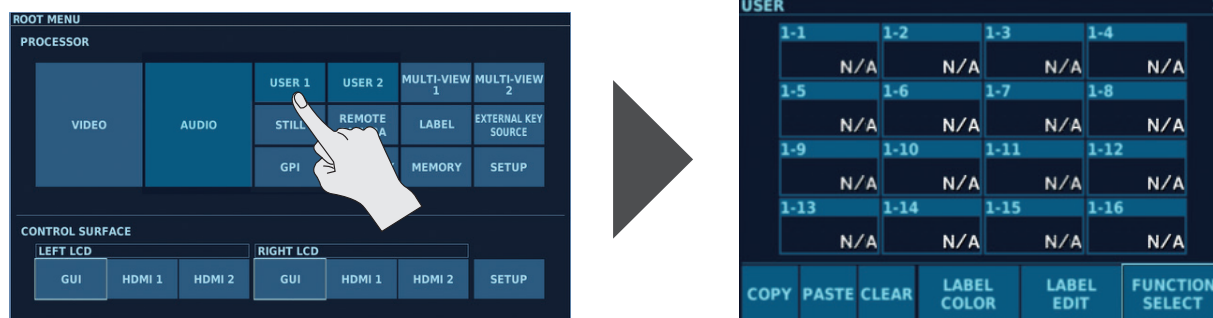 ROOT MENU
PROCESSOR
VIDEO
AUDIO
USER 1
USER 2
MULTI-VIEW
1
MULTI-VIEW
2
STILL
REMOTE
LABEL
EXTERNAL KEY
SOURCE
GPI
MEMORY
SETUP
CONTROL SURFACE
LEFT LCD
RIGHT LCD
GUI
HDMI 1
HDMI 2
GUI
HDMI 1
HDMI 2
SETUP
USER
1-1
1-2
1-3
1-4
N/A
N/A
N/A
N/A
1-5
1-6
1-7
1-8
N/A
N/A
N/A
N/A
1-9
1-10
1-11
1-12
N/A
N/A
N/A
N/A
1-13
1-14
1-15
1-16
N/A
N/A
N/A
N/A
COPY
PASTE
CLEAR
LABEL
COLOR
LABEL
EDIT
FUNCTION
SELECT